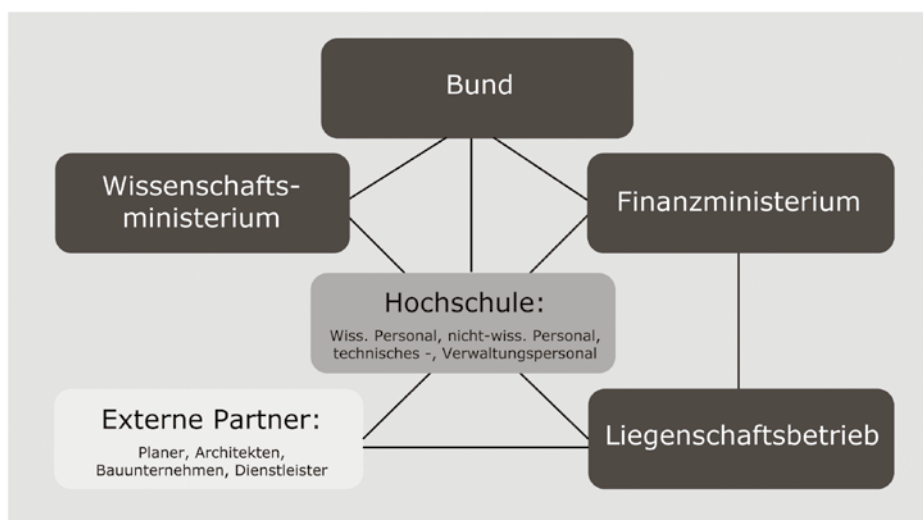 Bund
Wissenschafts-
ministerium
Finanzministerium
Hochschule:
Wiss. Personal, nicht-wiss. Personal,
technisches -, Verwaltungspersonal
Externe Partner:
Planer, Architekten,
Bauunternehmen, Dienstleister
Liegenschaftsbetrieb